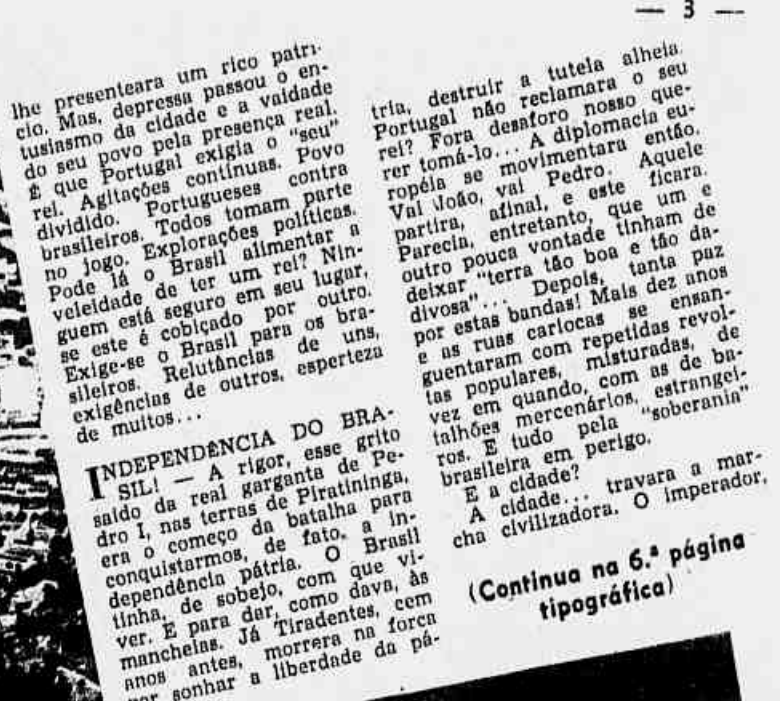 — 3 —
lhe presenteara um rico patri-
cio. Mas, depressa passou o en-
tusiasmo da cidade e a vaidade
do seu povo pela presença real.
É que Portugal exigia o "seu"
rei. Agitações contínuas. Povo
dividido. Portugueses contra
brasileiros. Todos tomam parte
no jogo. Explorações políticas.
Pode lá o Brasil alimentar a
veleidade de ter um rei? Nin-
guem está seguro em seu lugar,
se este é cobiçado por outro.
Exige-se o Brasil para os bra-
sileiros. Relutâncias de uns,
exigências de outros, esperteza
de muitos...
INDEPENDÊNCIA DO BRA-
SIL! — A rigor, esse grito
saido da real garganta de Pe-
dro I, nas terras de Piratininga,
era o começo da batalha para
conquistarmos, de fato, a in-
dependência pátria. O Brasil
tinha, de sobejo, com que vi-
ver. E para dar, como dava, às
mancheias. Já Tiradentes, cem
anos antes, morrera na forca
por sonhar a liberdade da pá-
tria, destruir a tutela alheia.
Portugal não reclamara o seu
rei? Fora desaforo nosso que-
rer tomá-lo... A diplomacia eu-
ropéia se movimentara então.
Vai João, vai Pedro. Aquele
partira, afinal, e este ficara.
Parecia, entretanto, que um e
outro pouca vontade tinham de
deixar "terra tão boa e tão da-
divosa"... Depois, tanta paz
por estas bandas! Mais dez anos
e as ruas cariocas se ensan-
guentaram com repetidas revol-
tas populares, misturadas, de
vez em quando, com as de ba-
talhões mercenários, estrangei-
ros. E tudo pela "soberania"
brasileira em perigo.
E a cidade?
A cidade... travara a mar-
cha civilizadora. O imperador,
(Continua na 6.ª página
tipográfica)